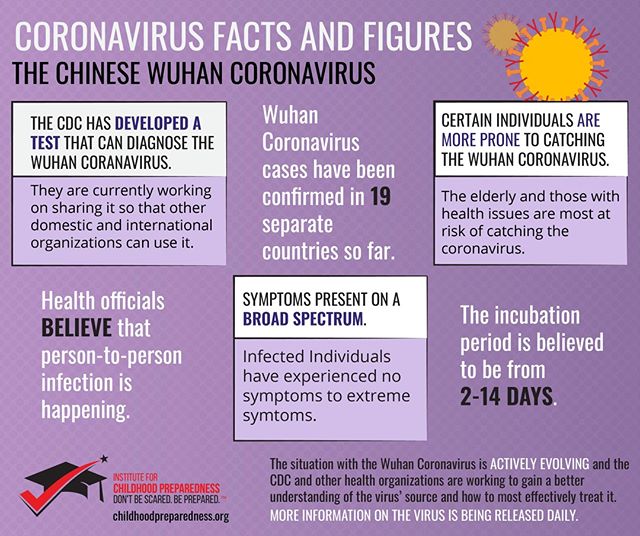 CORONAVIRUS FACTS AND FIGURES
THE CHINESE WUHAN CORONAVIRUS
THE CDC HAS DEVELOPED A
TEST THAT CAN DIAGNOSE THE
WUHAN CORANAVIRUS.
They are currently working
on sharing it so that other
domestic and international
organizations can use it.
Wuhan
Coronavirus
cases have been
confirmed in 19
separate
countries so far.
CERTAIN INDIVIDUALS ARE
MORE PRONE TO CATCHING
THE WUHAN CORONAVIRUS.
The elderly and those with
health issues are most at
risk of catching the
coronavirus.
Health officials
BELIEVE that
person-to-person
infection is
happening.
SYMPTOMS PRESENT ON A
BROAD SPECTRUM.
Infected Individuals
have experienced no
symptoms to extreme
symtoms.
The incubation
period is believed
to be from
2-14 DAYS.
INSTITUTE FOR
CHILDHOOD PREPAREDNESS
DON'T BE SCARED. BE PREPARED.™
childhoodpreparedness.org
The situation with the Wuhan Coronavirus is ACTIVELY EVOLVING and the
CDC and other health organizations are working to gain a better
understanding of the virus' source and how to most effectively treat it.
MORE INFORMATION ON THE VIRUS IS BEING RELEASED DAILY.